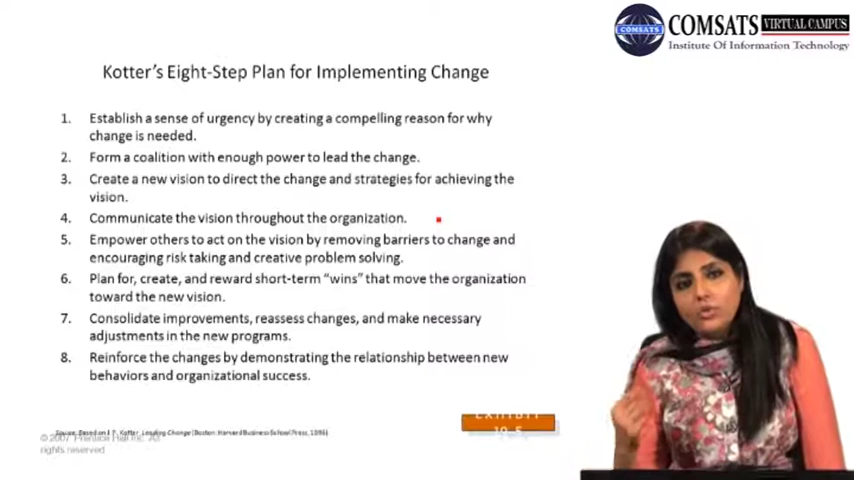 COMSATS VIRTUAL CAMPUS
COMSATS
Institute Of Information Technology
Kotter's Eight-Step Plan for Implementing Change
1. Establish a sense of urgency by creating a compelling reason for why
change is needed.
2. Form a coalition with enough power to lead the change.
3. Create a new vision to direct the change and strategies for achieving the
vision.
4. Communicate the vision throughout the organization.
5. Empower others to act on the vision by removing barriers to change and
encouraging risk taking and creative problem solving.
6. Plan for, create, and reward short-term “wins” that move the organization
toward the new vision.
7. Consolidate improvements, reassess changes, and make necessary
adjustments in the new programs.
8. Reinforce the changes by demonstrating the relationship between new
behaviors and organizational success.
EXHIBIT
19-5
Source: Based on J. P. Kotter, Leading Change (Boston: Harvard Business School Press, 1996).
© 2007 Prentice Hall Inc. All
rights reserved